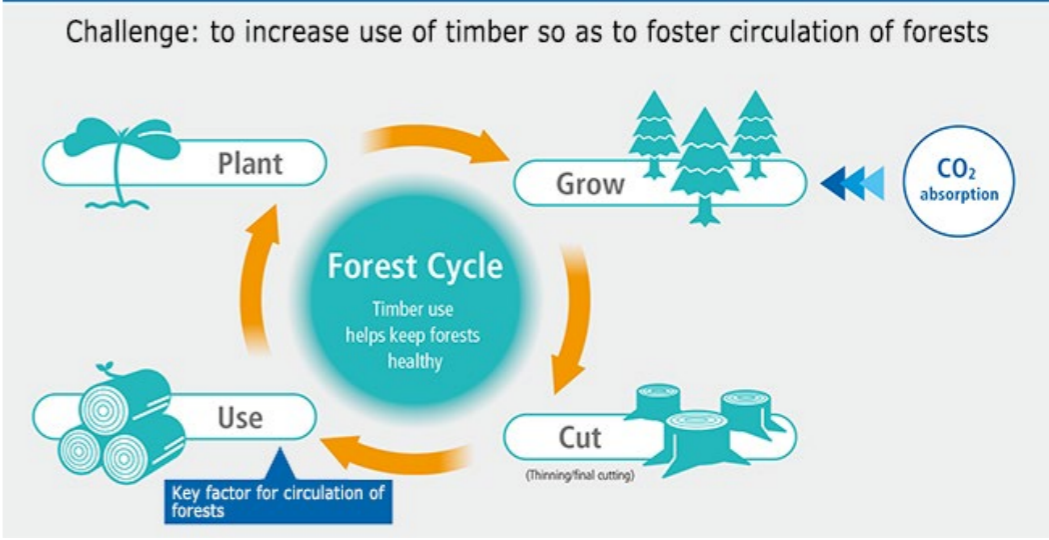 Challenge: to increase use of timber so as to foster circulation of forests
Plant
Grow
CO₂
absorption
Forest Cycle
Timber use
helps keep forests
healthy
Use
Cut
(Thinning/final cutting)
Key factor for circulation of
forests